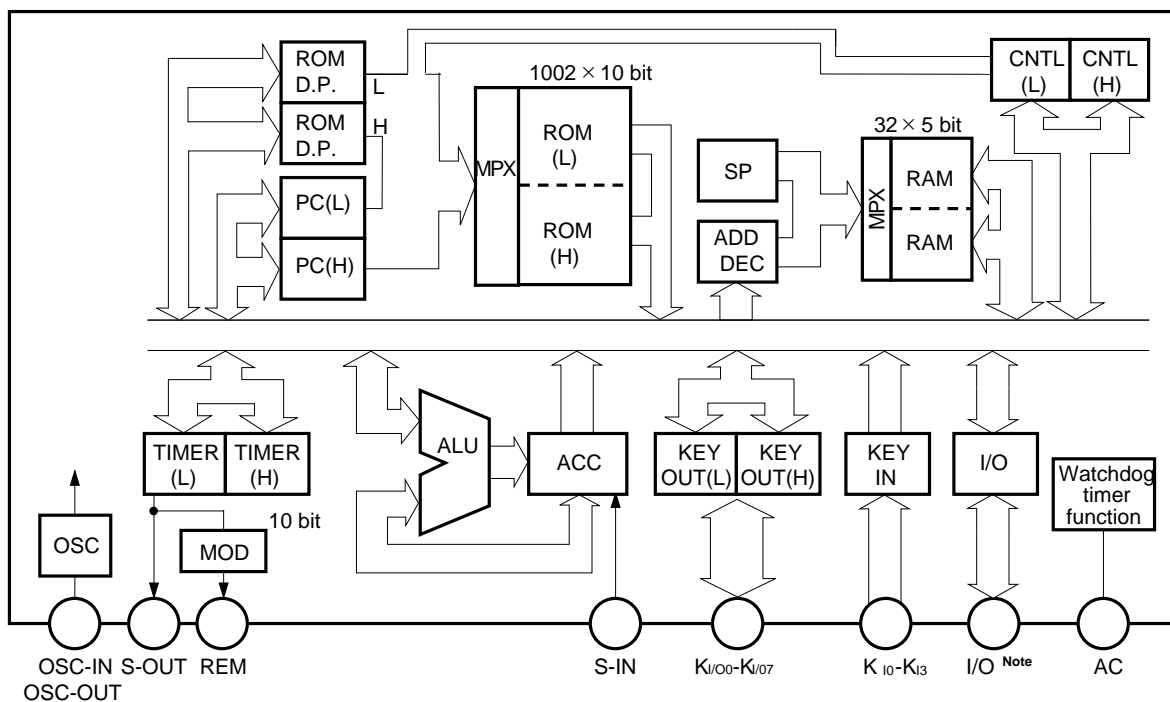 ROM
D.P.
L
ROM
D.P.
H
PC(L)
PC(H)
1002 × 10 bit
MPX
ROM
(L)
ROM
(H)
SP
ADD
DEC
32 × 5 bit
MPX
RAM
RAM
CNTL
(L)
CNTL
(H)
TIMER
(L)
TIMER
(H)
10 bit
MOD
OSC
ALU
ACC
KEY
OUT(L)
KEY
OUT(H)
KEY
IN
I/O
Watchdog
timer
function
OSC-IN
OSC-OUT
S-OUT
REM
S-IN
KI/O0-KI/07
K I0-KI3
I/O Note
AC